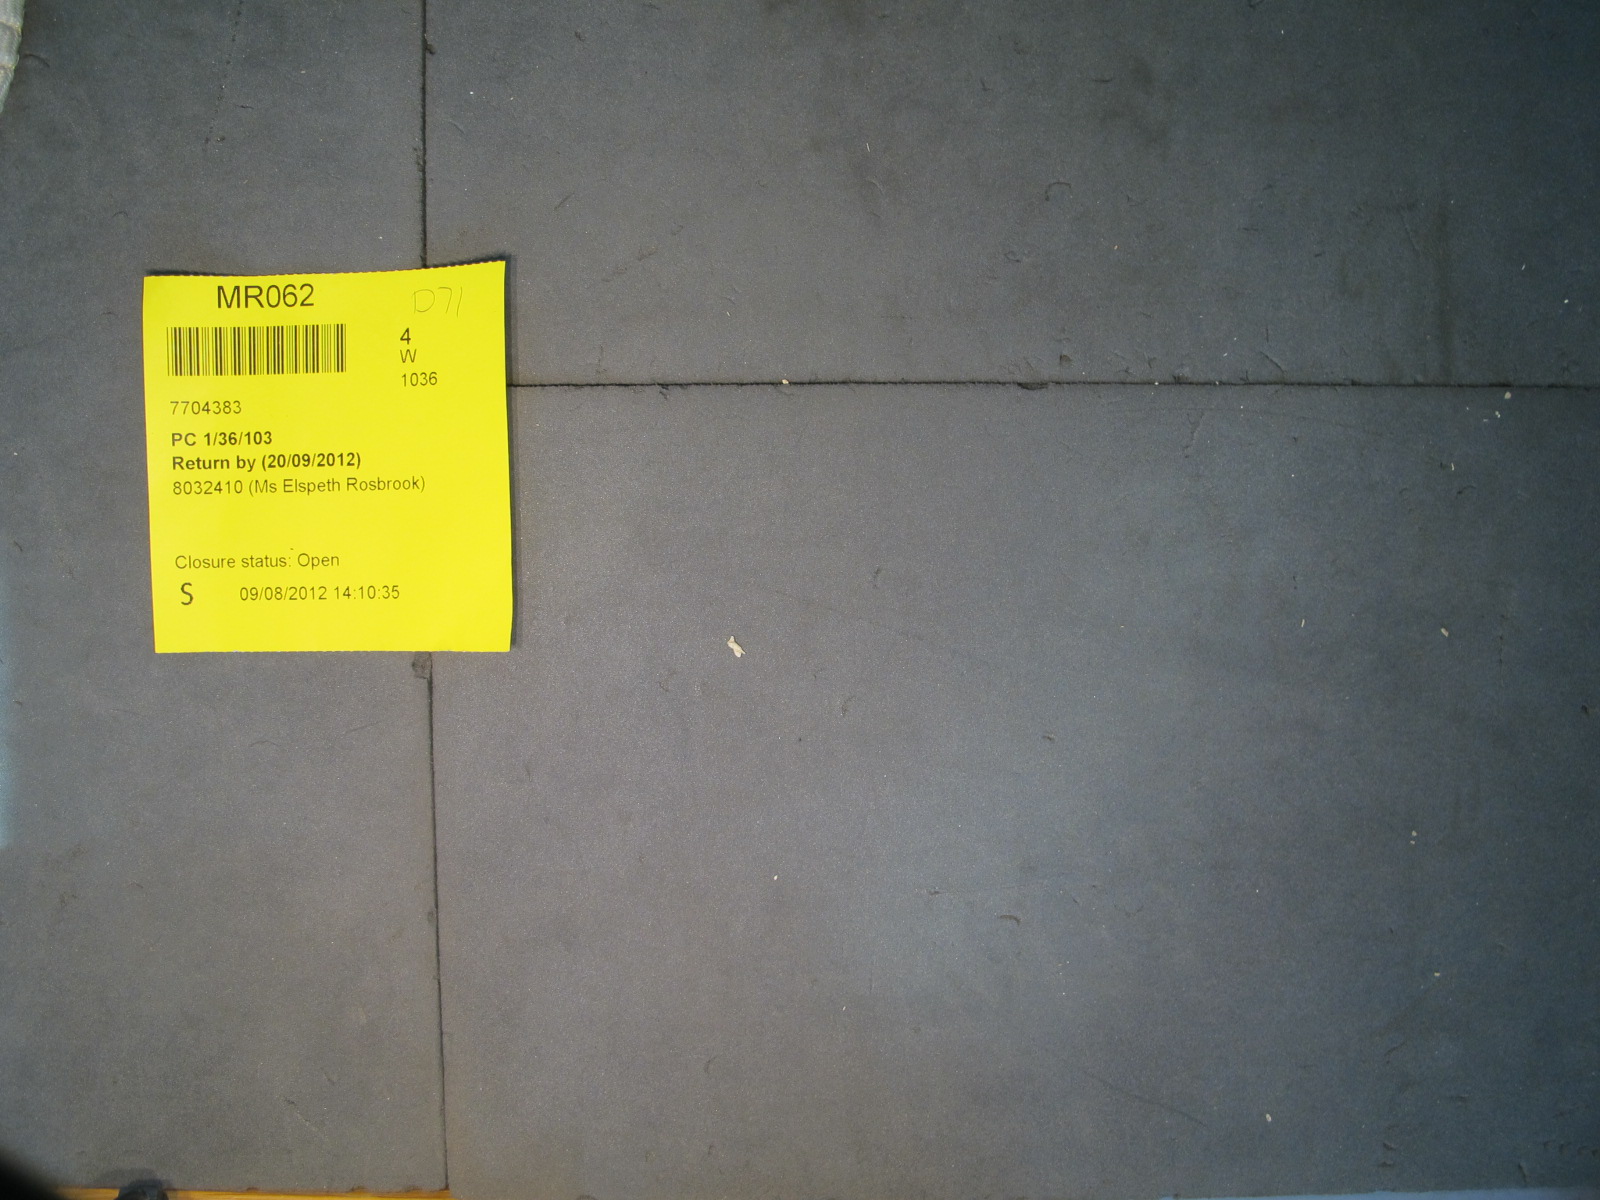 MR062
D71
4
W
1036
7704383
PC 1/36/103
Return by (20/09/2012)
8032410 (Ms Elspeth Rosbrook)
Closure status: Open
S 09/08/2012 14:10:35